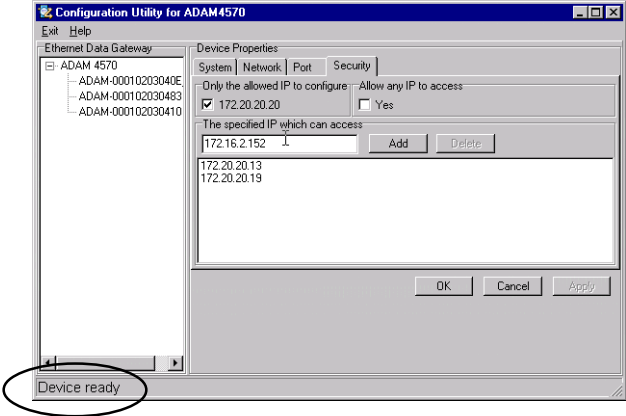 Configuration Utility for ADAM4570
Exit Help
Ethernet Data Gateway
ADAM 4570
ADAM-00010203040E
ADAM-000102030483
ADAM-000102030410
Device Properties
System Network Port Security
Only the allowed IP to configure
172.20.20.20
Allow any IP to access
Yes
The specified IP which can access
172.16.2.152
Add Delete
172.20.20.13
172.20.20.19
OK Cancel Apply
Device ready